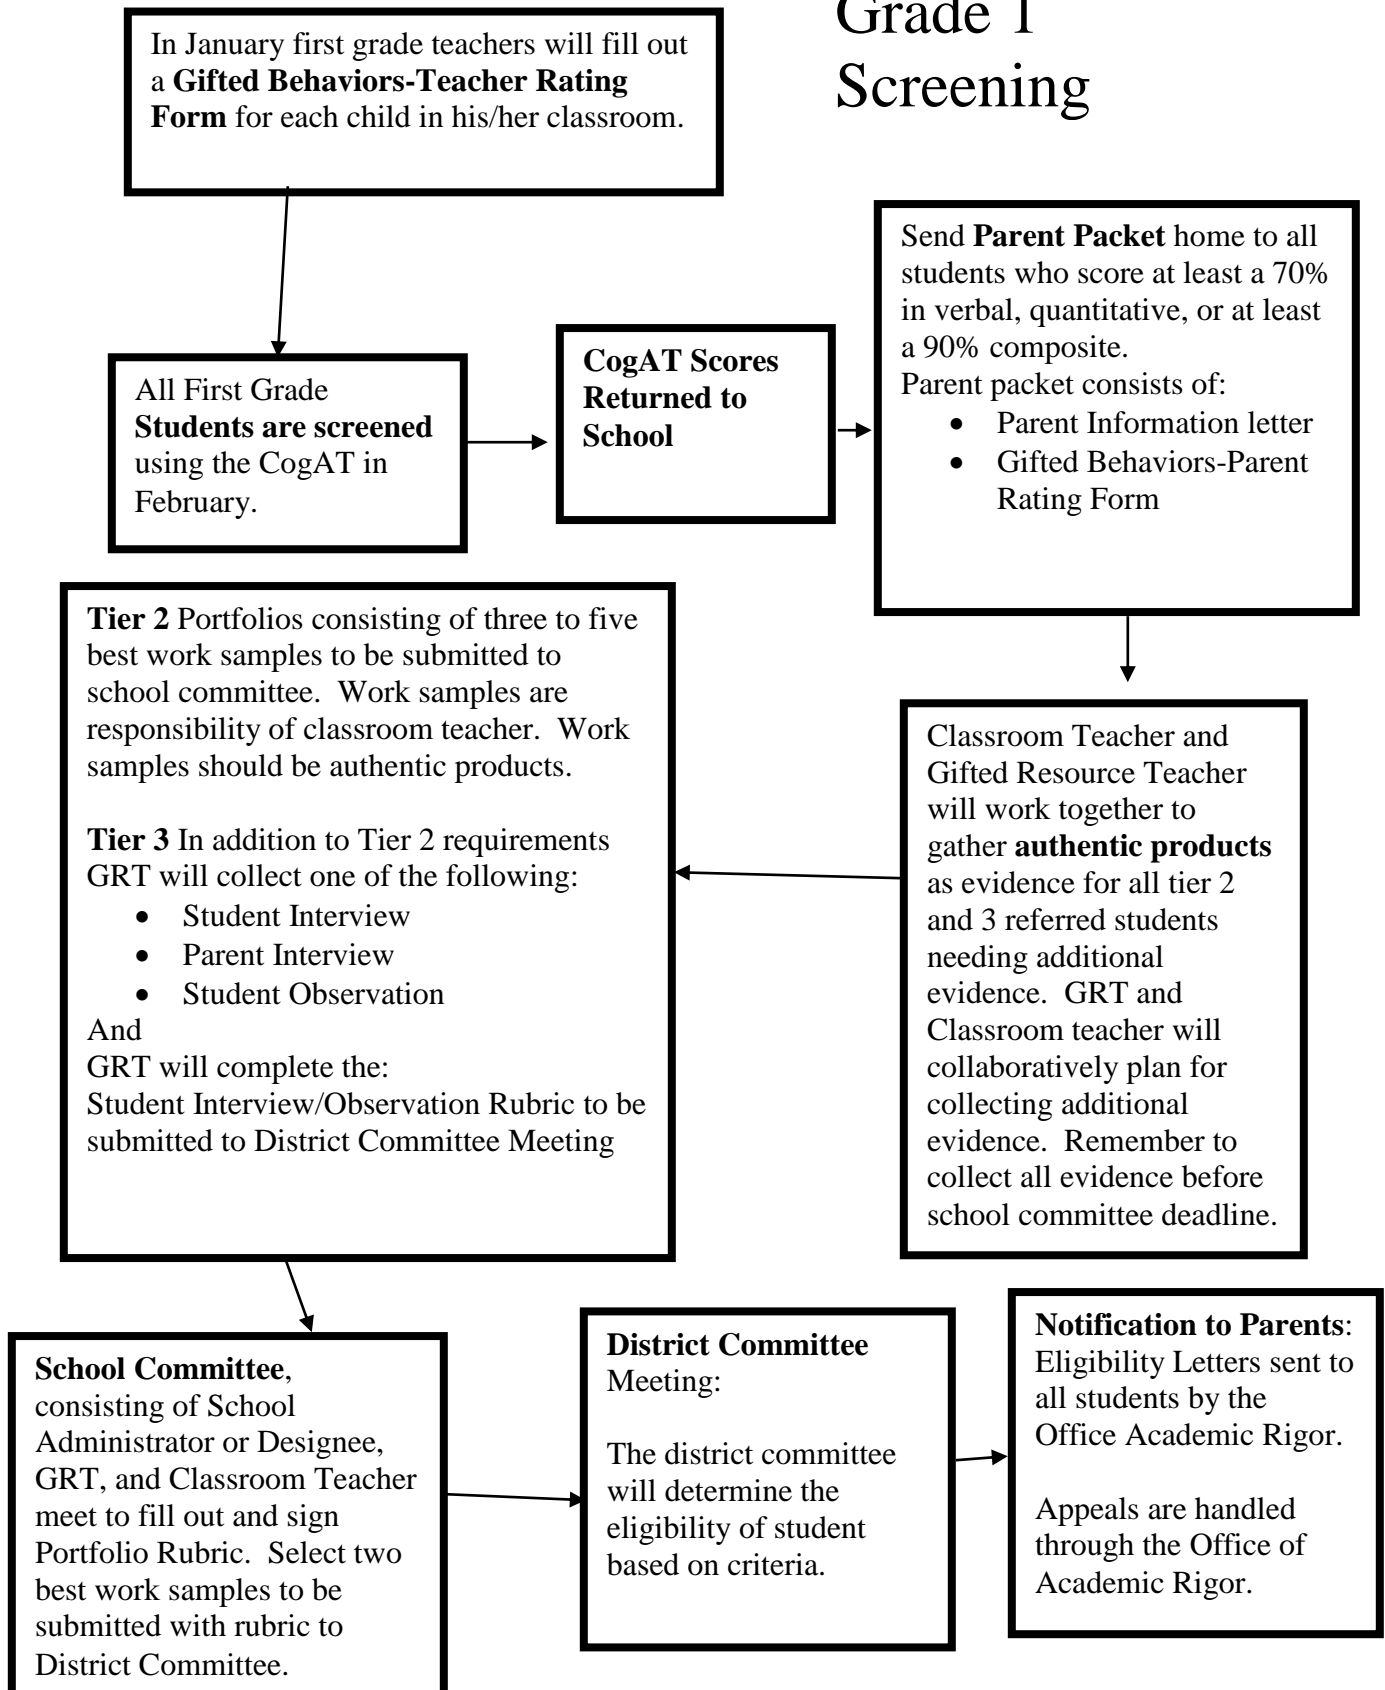 Grade 1
Screening
In January first grade teachers will fill out
a Gifted Behaviors-Teacher Rating
Form for each child in his/her classroom.
All First Grade
Students are screened
using the CogAT in
February.
CogAT Scores
Returned to
School
Send Parent Packet home to all
students who score at least a 70%
in verbal, quantitative, or at least
a 90% composite.
Parent packet consists of:
• Parent Information letter
• Gifted Behaviors-Parent
Rating Form
Classroom Teacher and
Gifted Resource Teacher
will work together to
gather authentic products
as evidence for all tier 2
and 3 referred students
needing additional
evidence. GRT and
Classroom teacher will
collaboratively plan for
collecting additional
evidence. Remember to
collect all evidence before
school committee deadline.
Tier 2 Portfolios consisting of three to five
best work samples to be submitted to
school committee. Work samples are
responsibility of classroom teacher. Work
samples should be authentic products.
Tier 3 In addition to Tier 2 requirements
GRT will collect one of the following:
• Student Interview
• Parent Interview
• Student Observation
And
GRT will complete the:
Student Interview/Observation Rubric to be
submitted to District Committee Meeting
School Committee,
consisting of School
Administrator or Designee,
GRT, and Classroom Teacher
meet to fill out and sign
Portfolio Rubric. Select two
best work samples to be
submitted with rubric to
District Committee.
District Committee
Meeting:
The district committee
will determine the
eligibility of student
based on criteria.
Notification to Parents:
Eligibility Letters sent to
all students by the
Office Academic Rigor.
Appeals are handled
through the Office of
Academic Rigor.